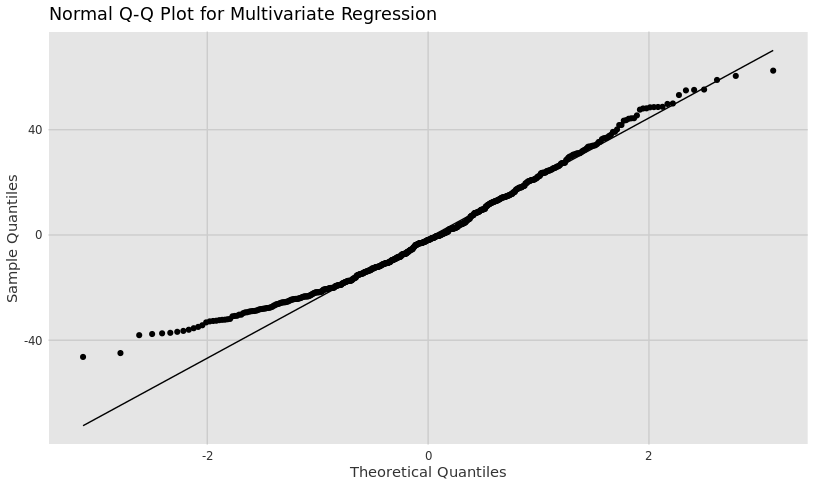 Normal Q-Q Plot for Multivariate Regression
Sample Quantiles
40
0
-40
-2
0
2
Theoretical Quantiles